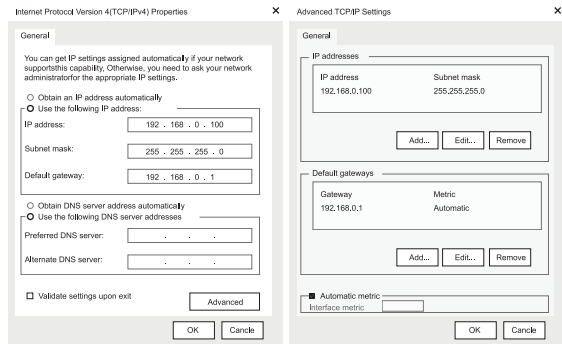 Internet Protocol Version 4(TCP/IPv4) Properties
General
You can get IP settings assigned automatically if your network
supportsthis capability, Otherwise, you need to ask your network
administratorfor the appropriate IP settings.
Obtain an IP address automatically
Use the following IP address:
IP address: 192 . 168 . 0 . 100
Subnet mask: 255 . 255 . 255 . 0
Default gateway: 192 . 168 . 0 . 1
Obtain DNS server address automatically
Use the following DNS server addresses
Preferred DNS server: . . .
Alternate DNS server: . . .
Validate settings upon exit
Advanced
OK Cancle
Advanced TCP/IP Settings
General
IP addresses
IP address Subnet mask
192.168.0.100 255.255.255.0
Add... Edit... Remove
Default gateways
Gateway Metric
192.168.0.1 Automatic
Add... Edit... Remove
Automatic metric
Interface metric
OK Cancle